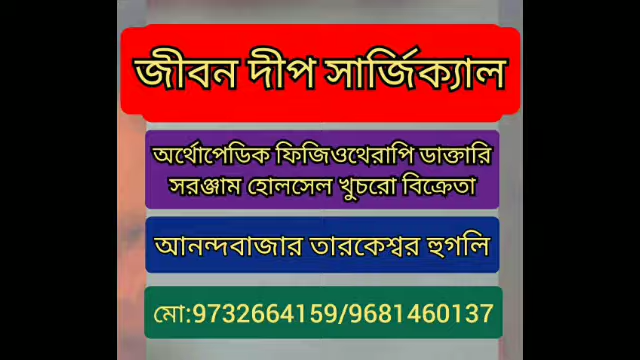 জীবন দীপ সার্জিক্যাল
অর্থোপেডিক ফিজিওথেরাপি ডাক্তারি
সরঞ্জাম হোলসেল খুচরো বিক্রেতা
আনন্দবাজার তারকেশ্বর হুগলি
মো:9732664159/9681460137